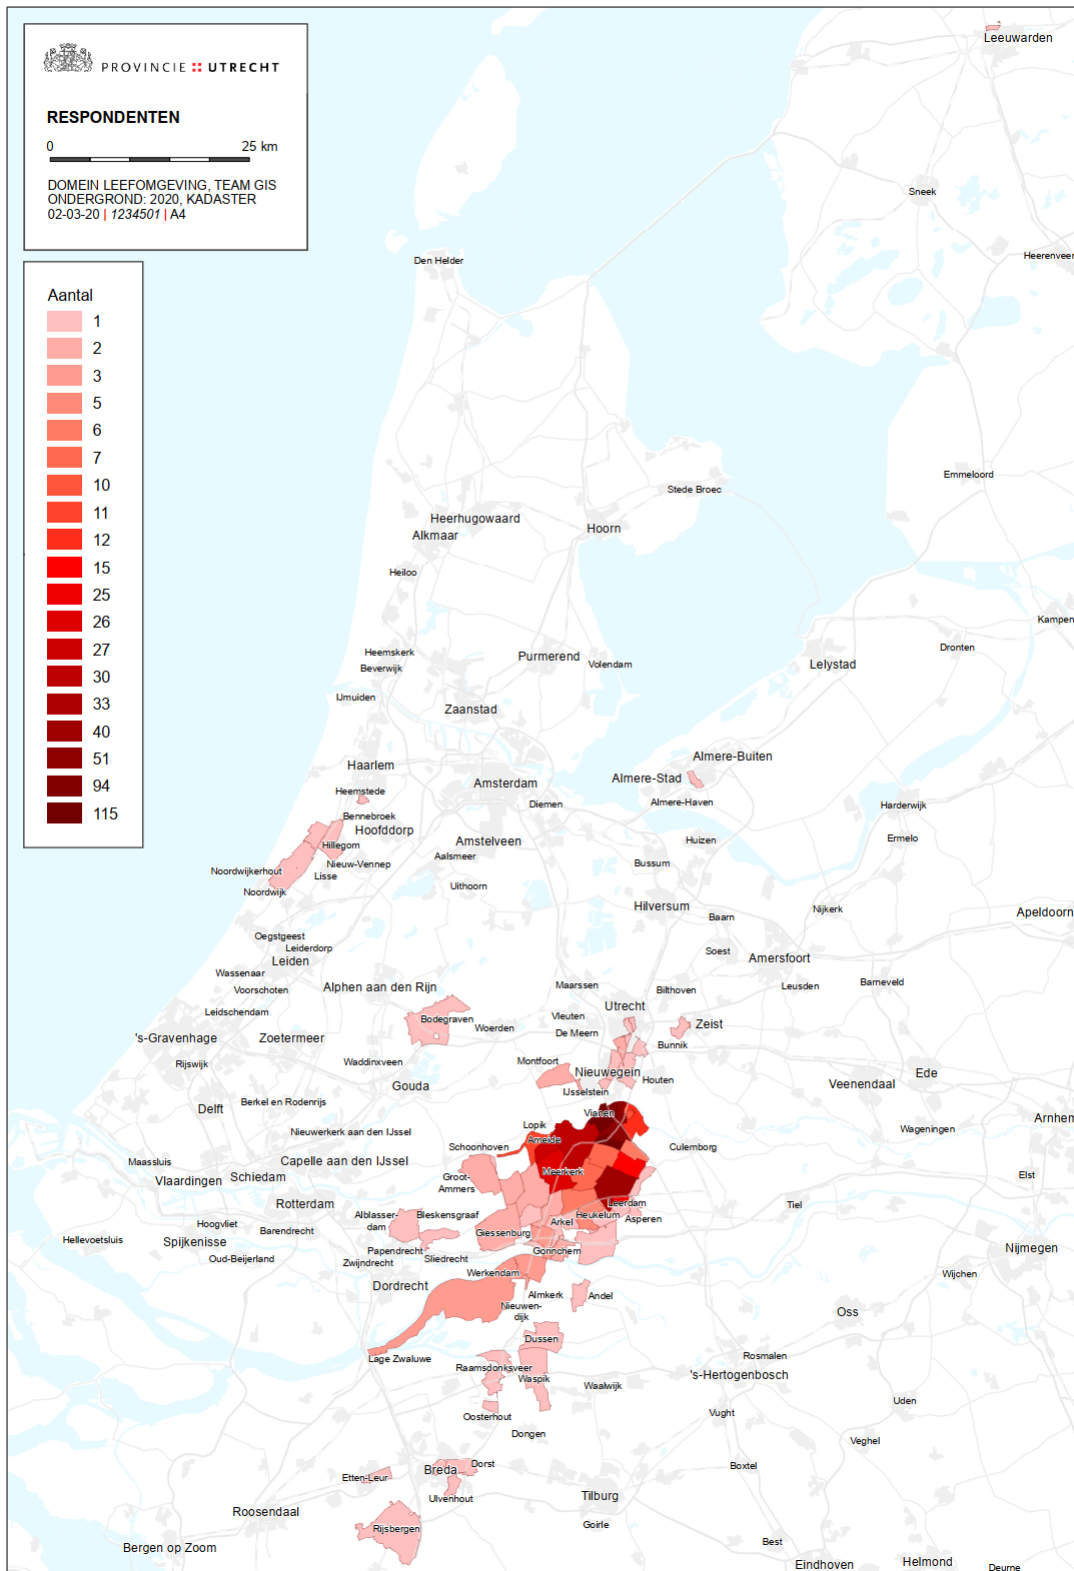 PROVINCIE :: UTRECHT
RESPONDENTEN
0 25 km
DOMEIN LEEFOMGEVING, TEAM GIS
ONDERGROND: 2020, KADASTER
02-03-20 | 1234501 | A4
Aantal
1
2
3
5
6
7
10
11
12
15
25
26
27
30
33
40
51
94
115
Leeuwarden
Sneek
Heerenveen
Den Helder
Emmeloord
Stede Broec
Heerhugowaard
Hoorn
Alkmaar
Heiloo
Kampen
Dronten
Heemskerk
Purmerend
Volendam
Lelystad
Beverwijk
IJmuiden
Zaanstad
Almere-Buiten
Haarlem
Almere-Stad
Amsterdam
Heemstede
Diemen
Almere-Haven
Harderwijk
Bennebroek
Hoofddorp
Ermelo
Hillegom
Amstelveen
Huizen
Aalsmeer
Nieuw-Vennep
Bussum
Noordwijkerhout
Lisse
Uithoorn
Noordwijk
Hilversum
Nijkerk
Apeldoorn
Baarn
Oegstgeest
Leiderdorp
Soest
Leiden
Amersfoort
Wassenaar
Barneveld
Voorschoten
Alphen aan den Rijn
Maarssen
Bilthoven
Leusden
Leidschendam
Utrecht
Bodegraven
Woerden
Vleuten
Zeist
De Meern
's-Gravenhage
Zoetermeer
Bunnik
Rijswijk
Waddinxveen
Montfoort
Nieuwegein
Ede
Gouda
Houten
Veenendaal
IJsselstein
Berkel en Rodenrijs
Delft
Vianen
Arnhem
Lopik
Nieuwerkerk aan den IJssel
Wageningen
Ameide
Schoonhoven
Culemborg
Maassluis
Capelle aan den IJssel
Vlaardingen
Schiedam
Meerkerk
Elst
Groot-
Ammers
Rotterdam
Leerdam
Tiel
Alblasser-
dam
Bleskensgraaf
Heukelum
Asperen
Hoogvliet
Barendrecht
Arkel
Giessenburg
Hellevoetsluis
Spijkenisse
Papendrecht
Gorinchem
Nijmegen
Oud-Beijerland
Zwijndrecht
Sliedrecht
Werkendam
Wijchen
Dordrecht
Almkerk
Andel
Nieuwen-
dijk
Oss
Dussen
Lage Zwaluwe
Rosmalen
Raamsdonksveer
Waspik
's-Hertogenbosch
Waalwijk
Uden
Oosterhout
Vught
Dongen
Veghel
Dorst
Boxtel
Etten-Leur
Breda
Ulvenhout
Tilburg
Roosendaal
Goirle
Rijsbergen
Best
Bergen op Zoom
Eindhoven
Helmond
Deurne